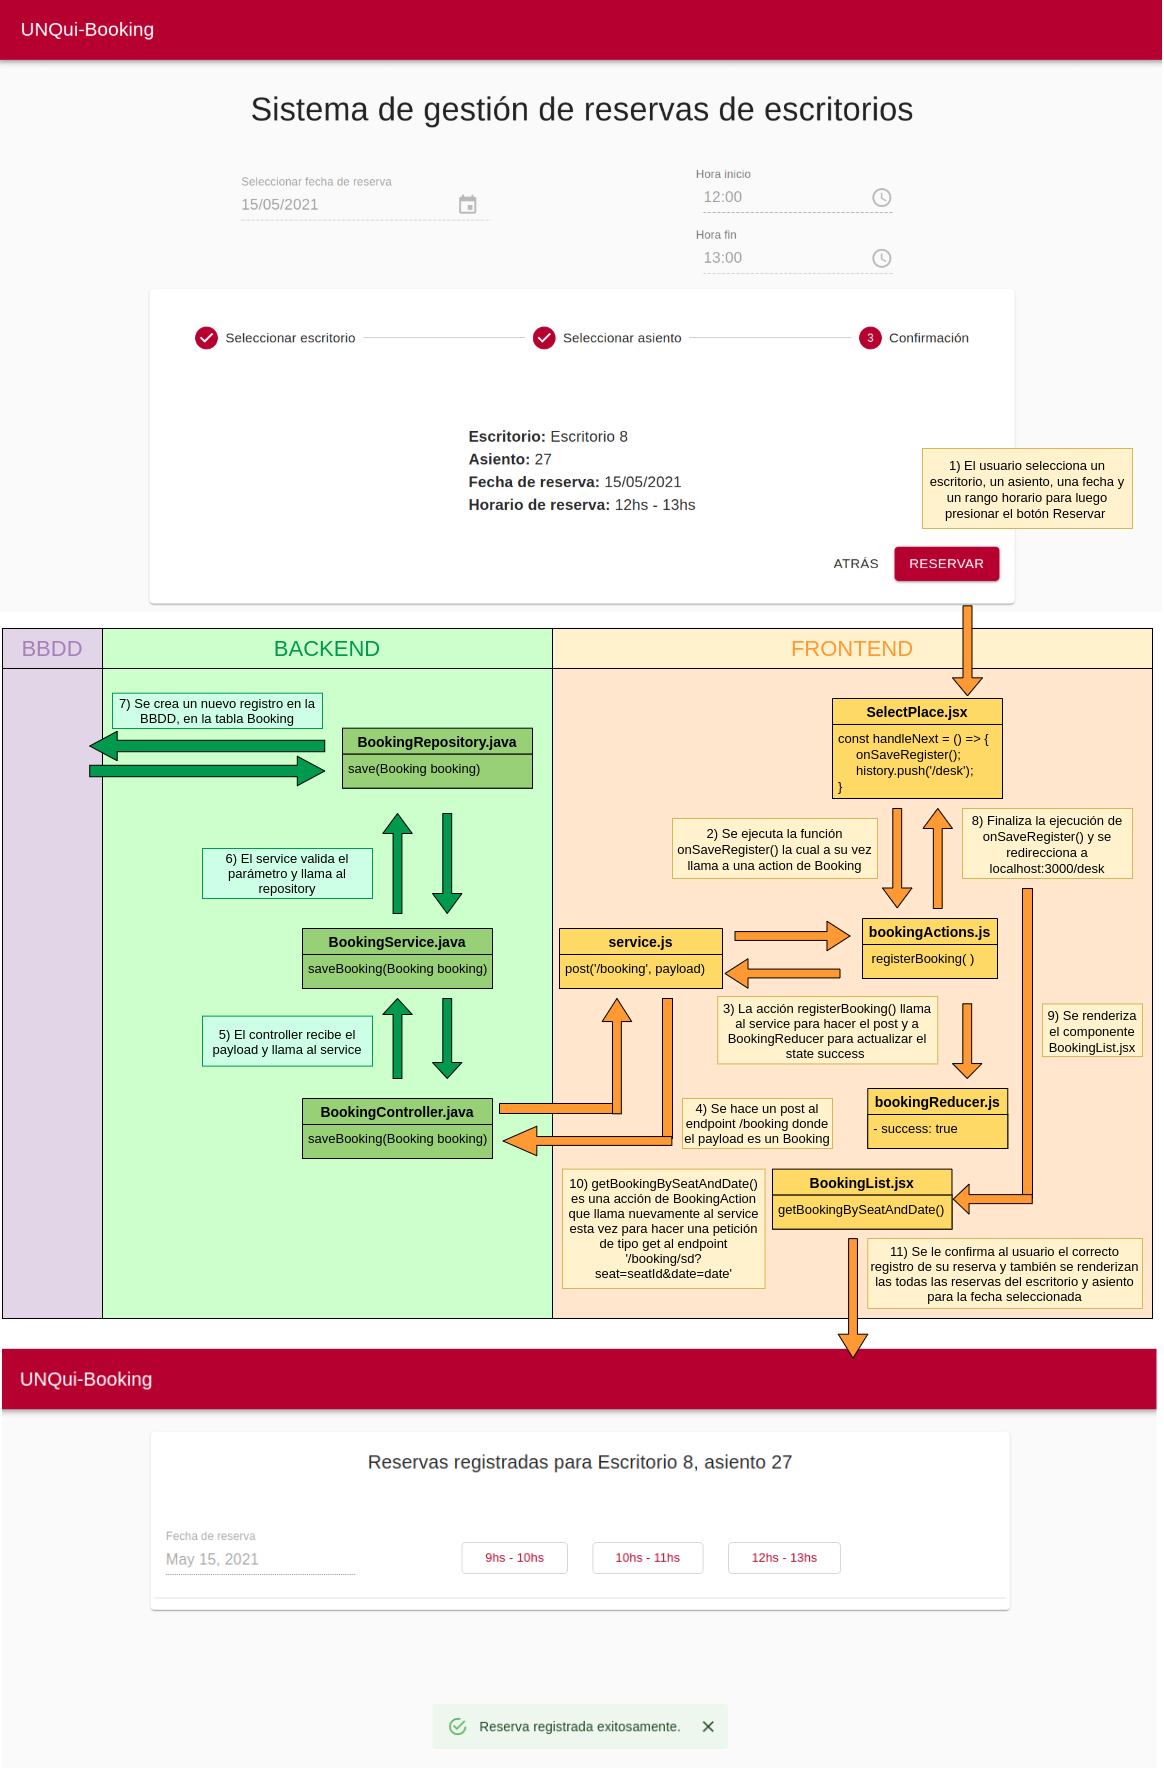 UNQui-Booking
Sistema de gestión de reservas de escritorios
Seleccionar fecha de reserva
15/05/2021
Hora inicio
12:00
Hora fin
13:00
Seleccionar escritorio
Seleccionar asiento
3 Confirmación
Escritorio: Escritorio 8
Asiento: 27
Fecha de reserva: 15/05/2021
Horario de reserva: 12hs - 13hs
1) El usuario selecciona un
escritorio, un asiento, una fecha y
un rango horario para luego
presionar el botón Reservar
ATRÁS
RESERVAR
BBDD
BACKEND
FRONTEND
7) Se crea un nuevo registro en la
BBDD, en la tabla Booking
BookingRepository.java
save(Booking booking)
SelectPlace.jsx
const handleNext = () => {
onSaveRegister();
history.push('/desk');
}
2) Se ejecuta la función
onSaveRegister() la cual a su vez
llama a una action de Booking
8) Finaliza la ejecución de
onSaveRegister() y se
redirecciona a
localhost:3000/desk
6) El service valida el
parámetro y llama al
repository
BookingService.java
saveBooking(Booking booking)
service.js
post('/booking', payload)
bookingActions.js
registerBooking( )
5) El controller recibe el
payload y llama al service
3) La acción registerBooking() llama
al service para hacer el post y a
BookingReducer para actualizar el
state success
9) Se renderiza
el componente
BookingList.jsx
BookingController.java
saveBooking(Booking booking)
4) Se hace un post al
endpoint /booking donde
el payload es un Booking
bookingReducer.js
- success: true
10) getBookingBySeatAndDate()
es una acción de BookingAction
que llama nuevamente al service
esta vez para hacer una petición
de tipo get al endpoint
'/booking/sd?
seat=seatId&date=date'
BookingList.jsx
getBookingBySeatAndDate()
11) Se le confirma al usuario el correcto
registro de su reserva y también se renderizan
las todas las reservas del escritorio y asiento
para la fecha seleccionada
UNQui-Booking
Reservas registradas para Escritorio 8, asiento 27
Fecha de reserva
May 15, 2021
9hs - 10hs
10hs - 11hs
12hs - 13hs
Reserva registrada exitosamente.